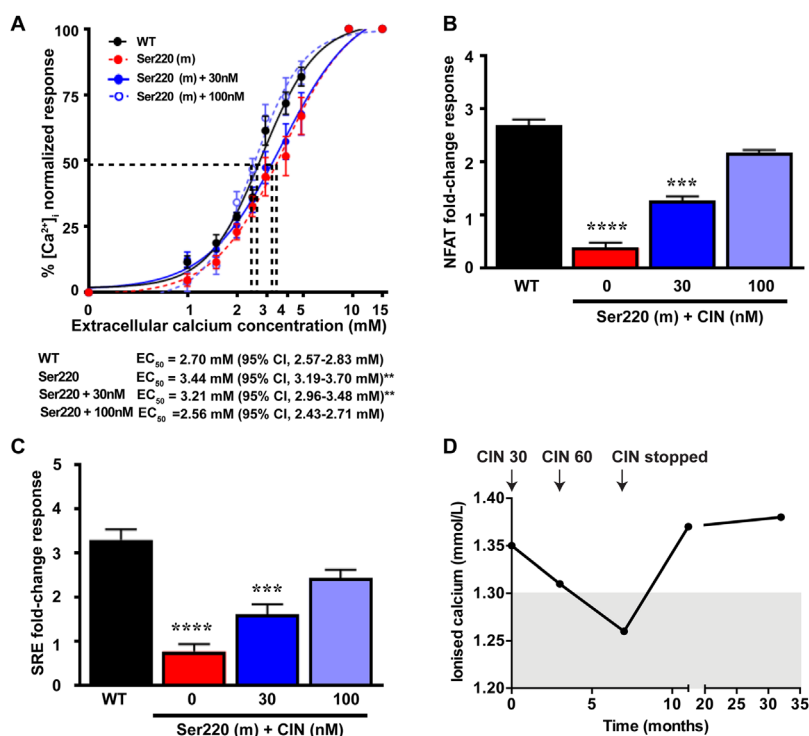 A
% [Ca²⁺]ᵢ normalized response
100
75
50
25
0
WT
Ser220 (m)
Ser220 (m) + 30nM
Ser220 (m) + 100nM
0 1 2 3 4 5 10 15
Extracellular calcium concentration (mM)
WT EC₅₀ = 2.70 mM (95% CI, 2.57-2.83 mM)
Ser220 EC₅₀ = 3.44 mM (95% CI, 3.19-3.70 mM)**
Ser220 + 30nM EC₅₀ = 3.21 mM (95% CI, 2.96-3.48 mM)**
Ser220 + 100nM EC₅₀ =2.56 mM (95% CI, 2.43-2.71 mM)
B
NFAT fold-change response
4
3
2
1
0
****
***
WT 0 30 100
Ser220 (m) + CIN (nM)
C
SRE fold-change response
4
3
2
1
0
****
***
WT 0 30 100
Ser220 (m) + CIN (nM)
D
CIN 30 CIN 60 CIN stopped
Ionised calcium (mmol/L)
1.40
1.35
1.30
1.25
1.20
0 5 10 20 25 30 35
Time (months)